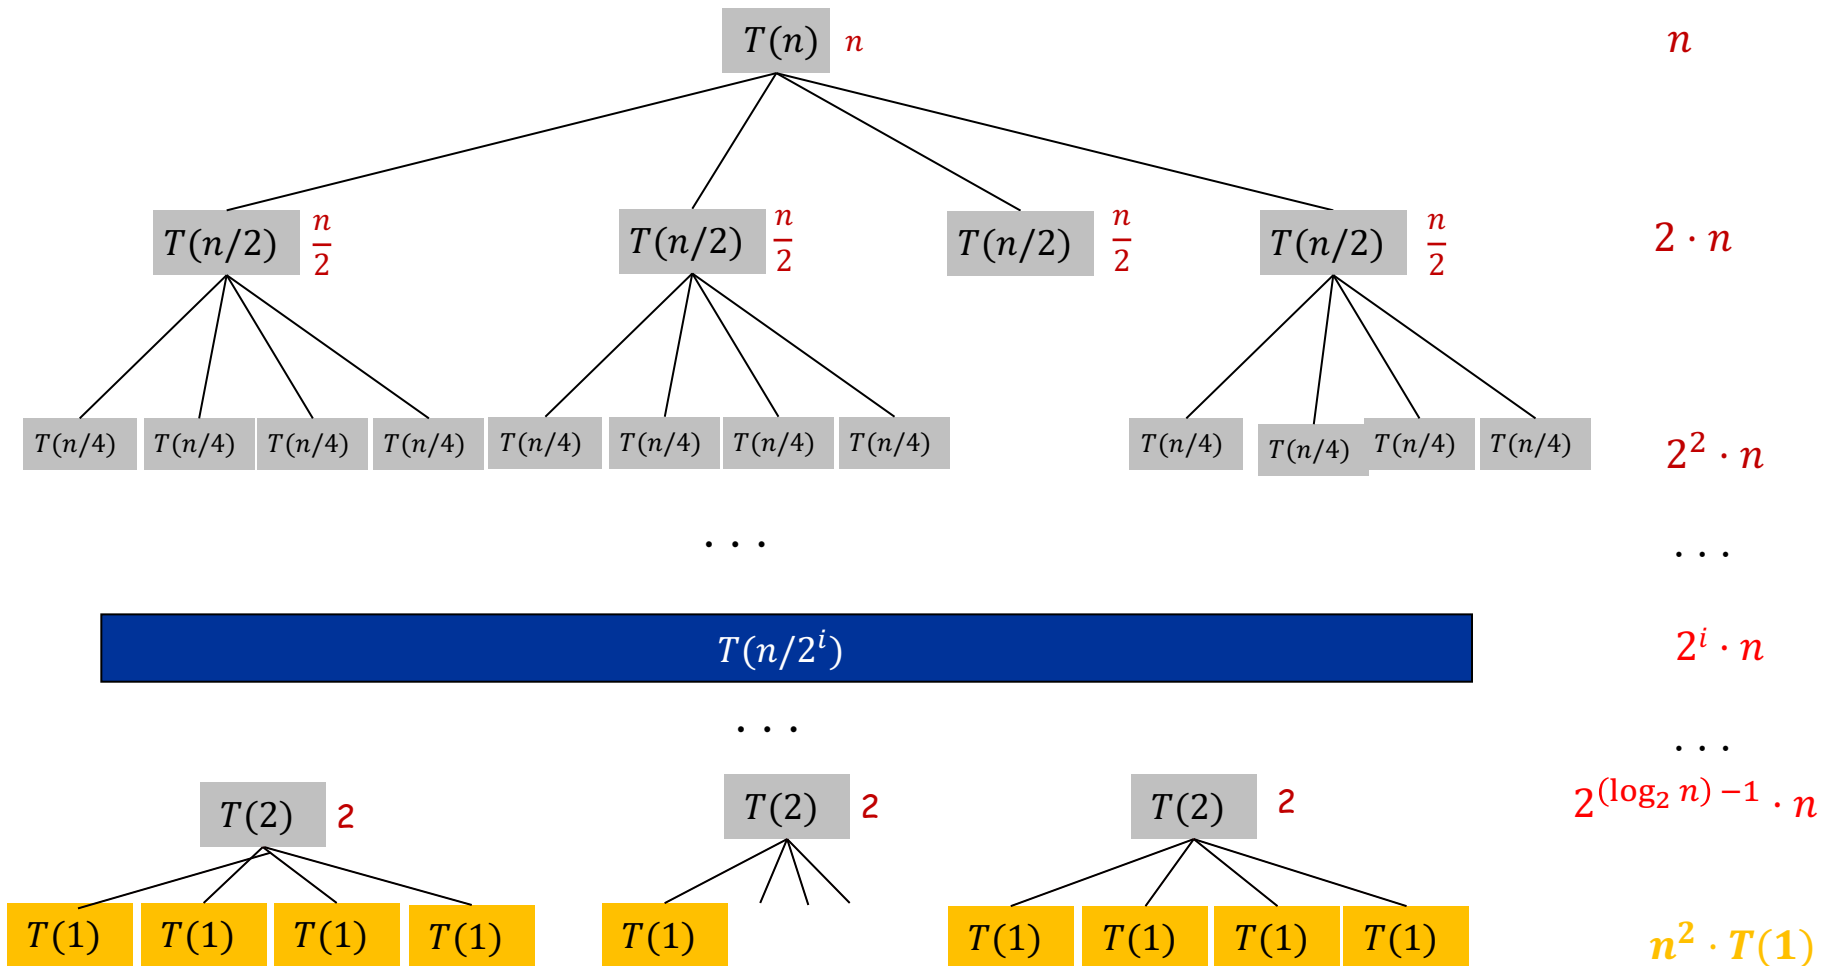 T(n) n n
T(n/2) n/2 T(n/2) n/2 T(n/2) n/2 T(n/2) n/2 2 · n
T(n/4) T(n/4) T(n/4) T(n/4) T(n/4) T(n/4) T(n/4) T(n/4) T(n/4) T(n/4) T(n/4) T(n/4) 2² · n
. . . . . .
T(n/2ⁱ) 2ⁱ · n
. . . . . .
T(2) 2 T(2) 2 T(2) 2 2^((log₂ n) −1) · n
T(1) T(1) T(1) T(1) T(1) T(1) T(1) T(1) T(1) n² · T(1)